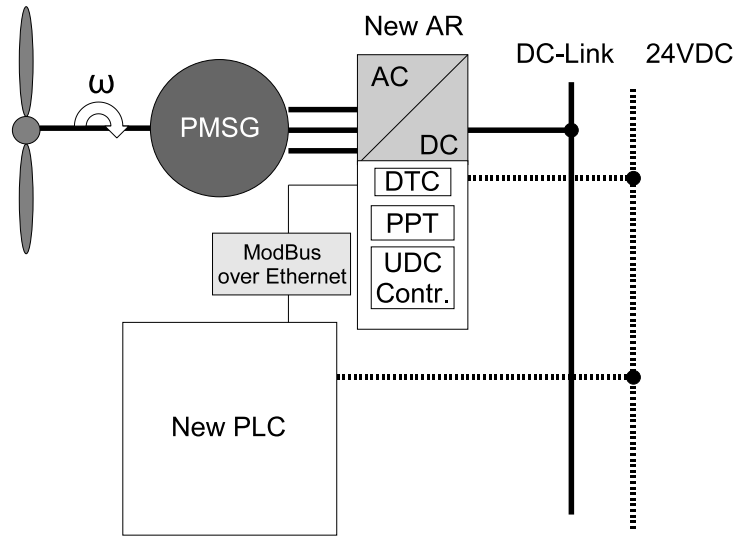 New AR
DC-Link 24VDC
ω
AC
PMSG
DC
DTC
PPT
UDC
Contr.
ModBus
over Ethernet
New PLC